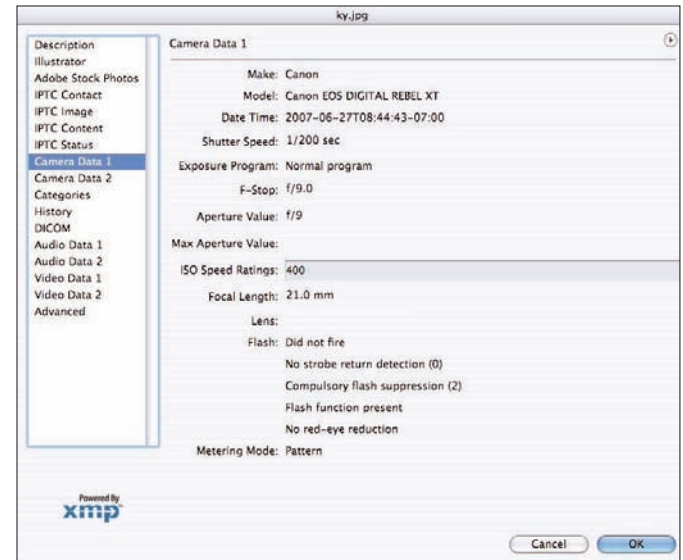 ky.jpg
Description
Illustrator
Adobe Stock Photos
IPTC Contact
IPTC Image
IPTC Content
IPTC Status
Camera Data 1
Camera Data 2
Categories
History
DICOM
Audio Data 1
Audio Data 2
Video Data 1
Video Data 2
Advanced
Camera Data 1
Make: Canon
Model: Canon EOS DIGITAL REBEL XT
Date Time: 2007-06-27T08:44:43-07:00
Shutter Speed: 1/200 sec
Exposure Program: Normal program
F-Stop: f/9.0
Aperture Value: f/9
Max Aperture Value:
ISO Speed Ratings: 400
Focal Length: 21.0 mm
Lens:
Flash: Did not fire
No strobe return detection (0)
Compulsory flash suppression (2)
Flash function present
No red-eye reduction
Metering Mode: Pattern
Powered By
xmp
Cancel
OK